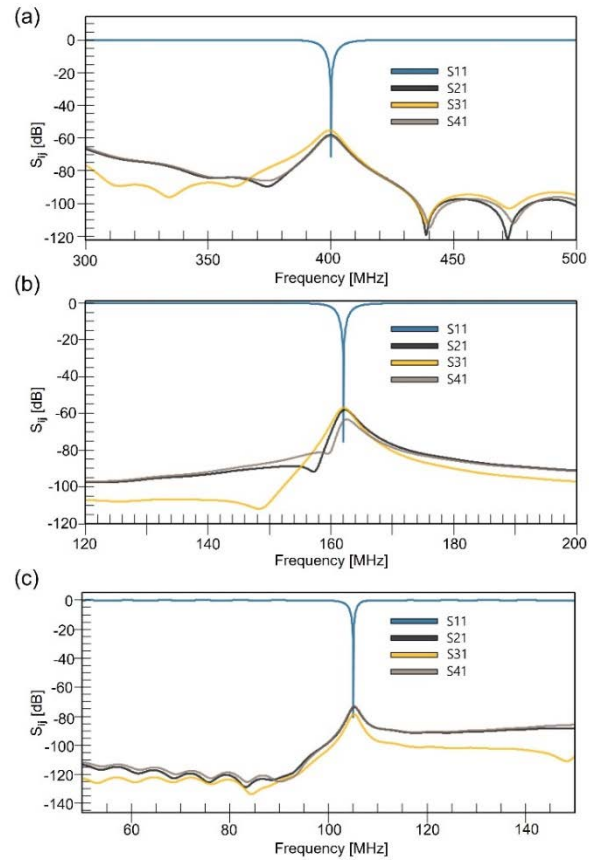 (a)
0
-20
-40
-60
-80
-100
-120
S_ij [dB]
S11
S21
S31
S41
300 350 400 450 500
Frequency [MHz]
(b)
0
-20
-40
-60
-80
-100
-120
S_ij [dB]
S11
S21
S31
S41
120 140 160 180 200
Frequency [MHz]
(c)
0
-20
-40
-60
-80
-100
-120
-140
S_ij [dB]
S11
S21
S31
S41
60 80 100 120 140
Frequency [MHz]